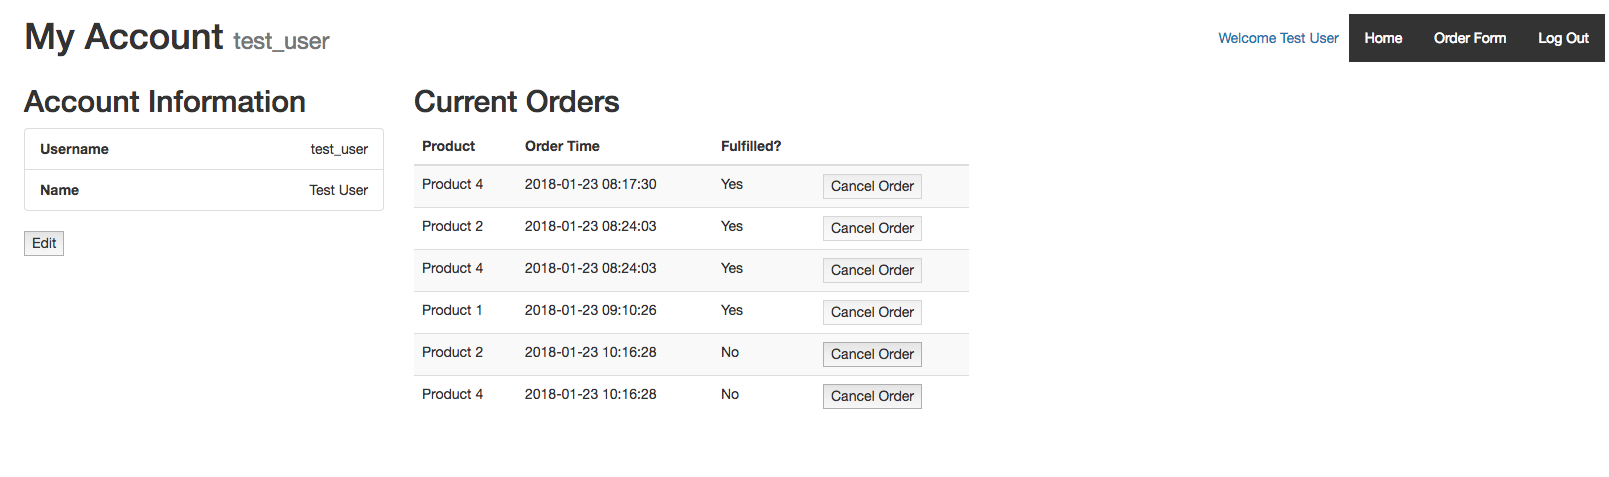 My Account test_user
Welcome Test User Home Order Form Log Out
Account Information
Username test_user
Name Test User
Edit
Current Orders
Product Order Time Fulfilled?
Product 4 2018-01-23 08:17:30 Yes Cancel Order
Product 2 2018-01-23 08:24:03 Yes Cancel Order
Product 4 2018-01-23 08:24:03 Yes Cancel Order
Product 1 2018-01-23 09:10:26 Yes Cancel Order
Product 2 2018-01-23 10:16:28 No Cancel Order
Product 4 2018-01-23 10:16:28 No Cancel Order